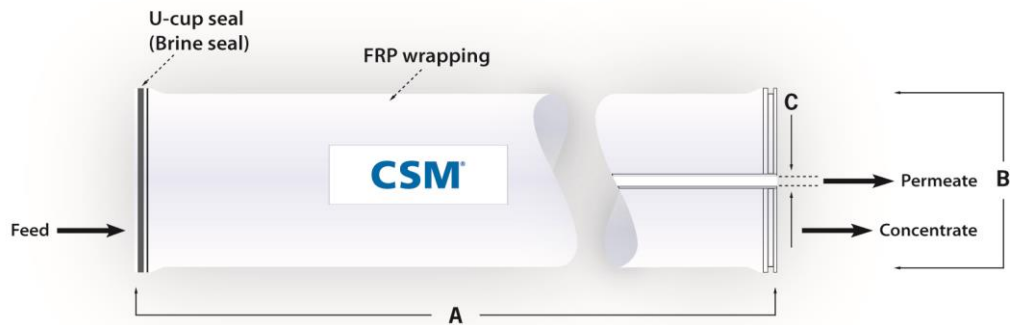 U-cup seal
(Brine seal)
FRP wrapping
C
CSM®
Permeate
B
Feed
Concentrate
A